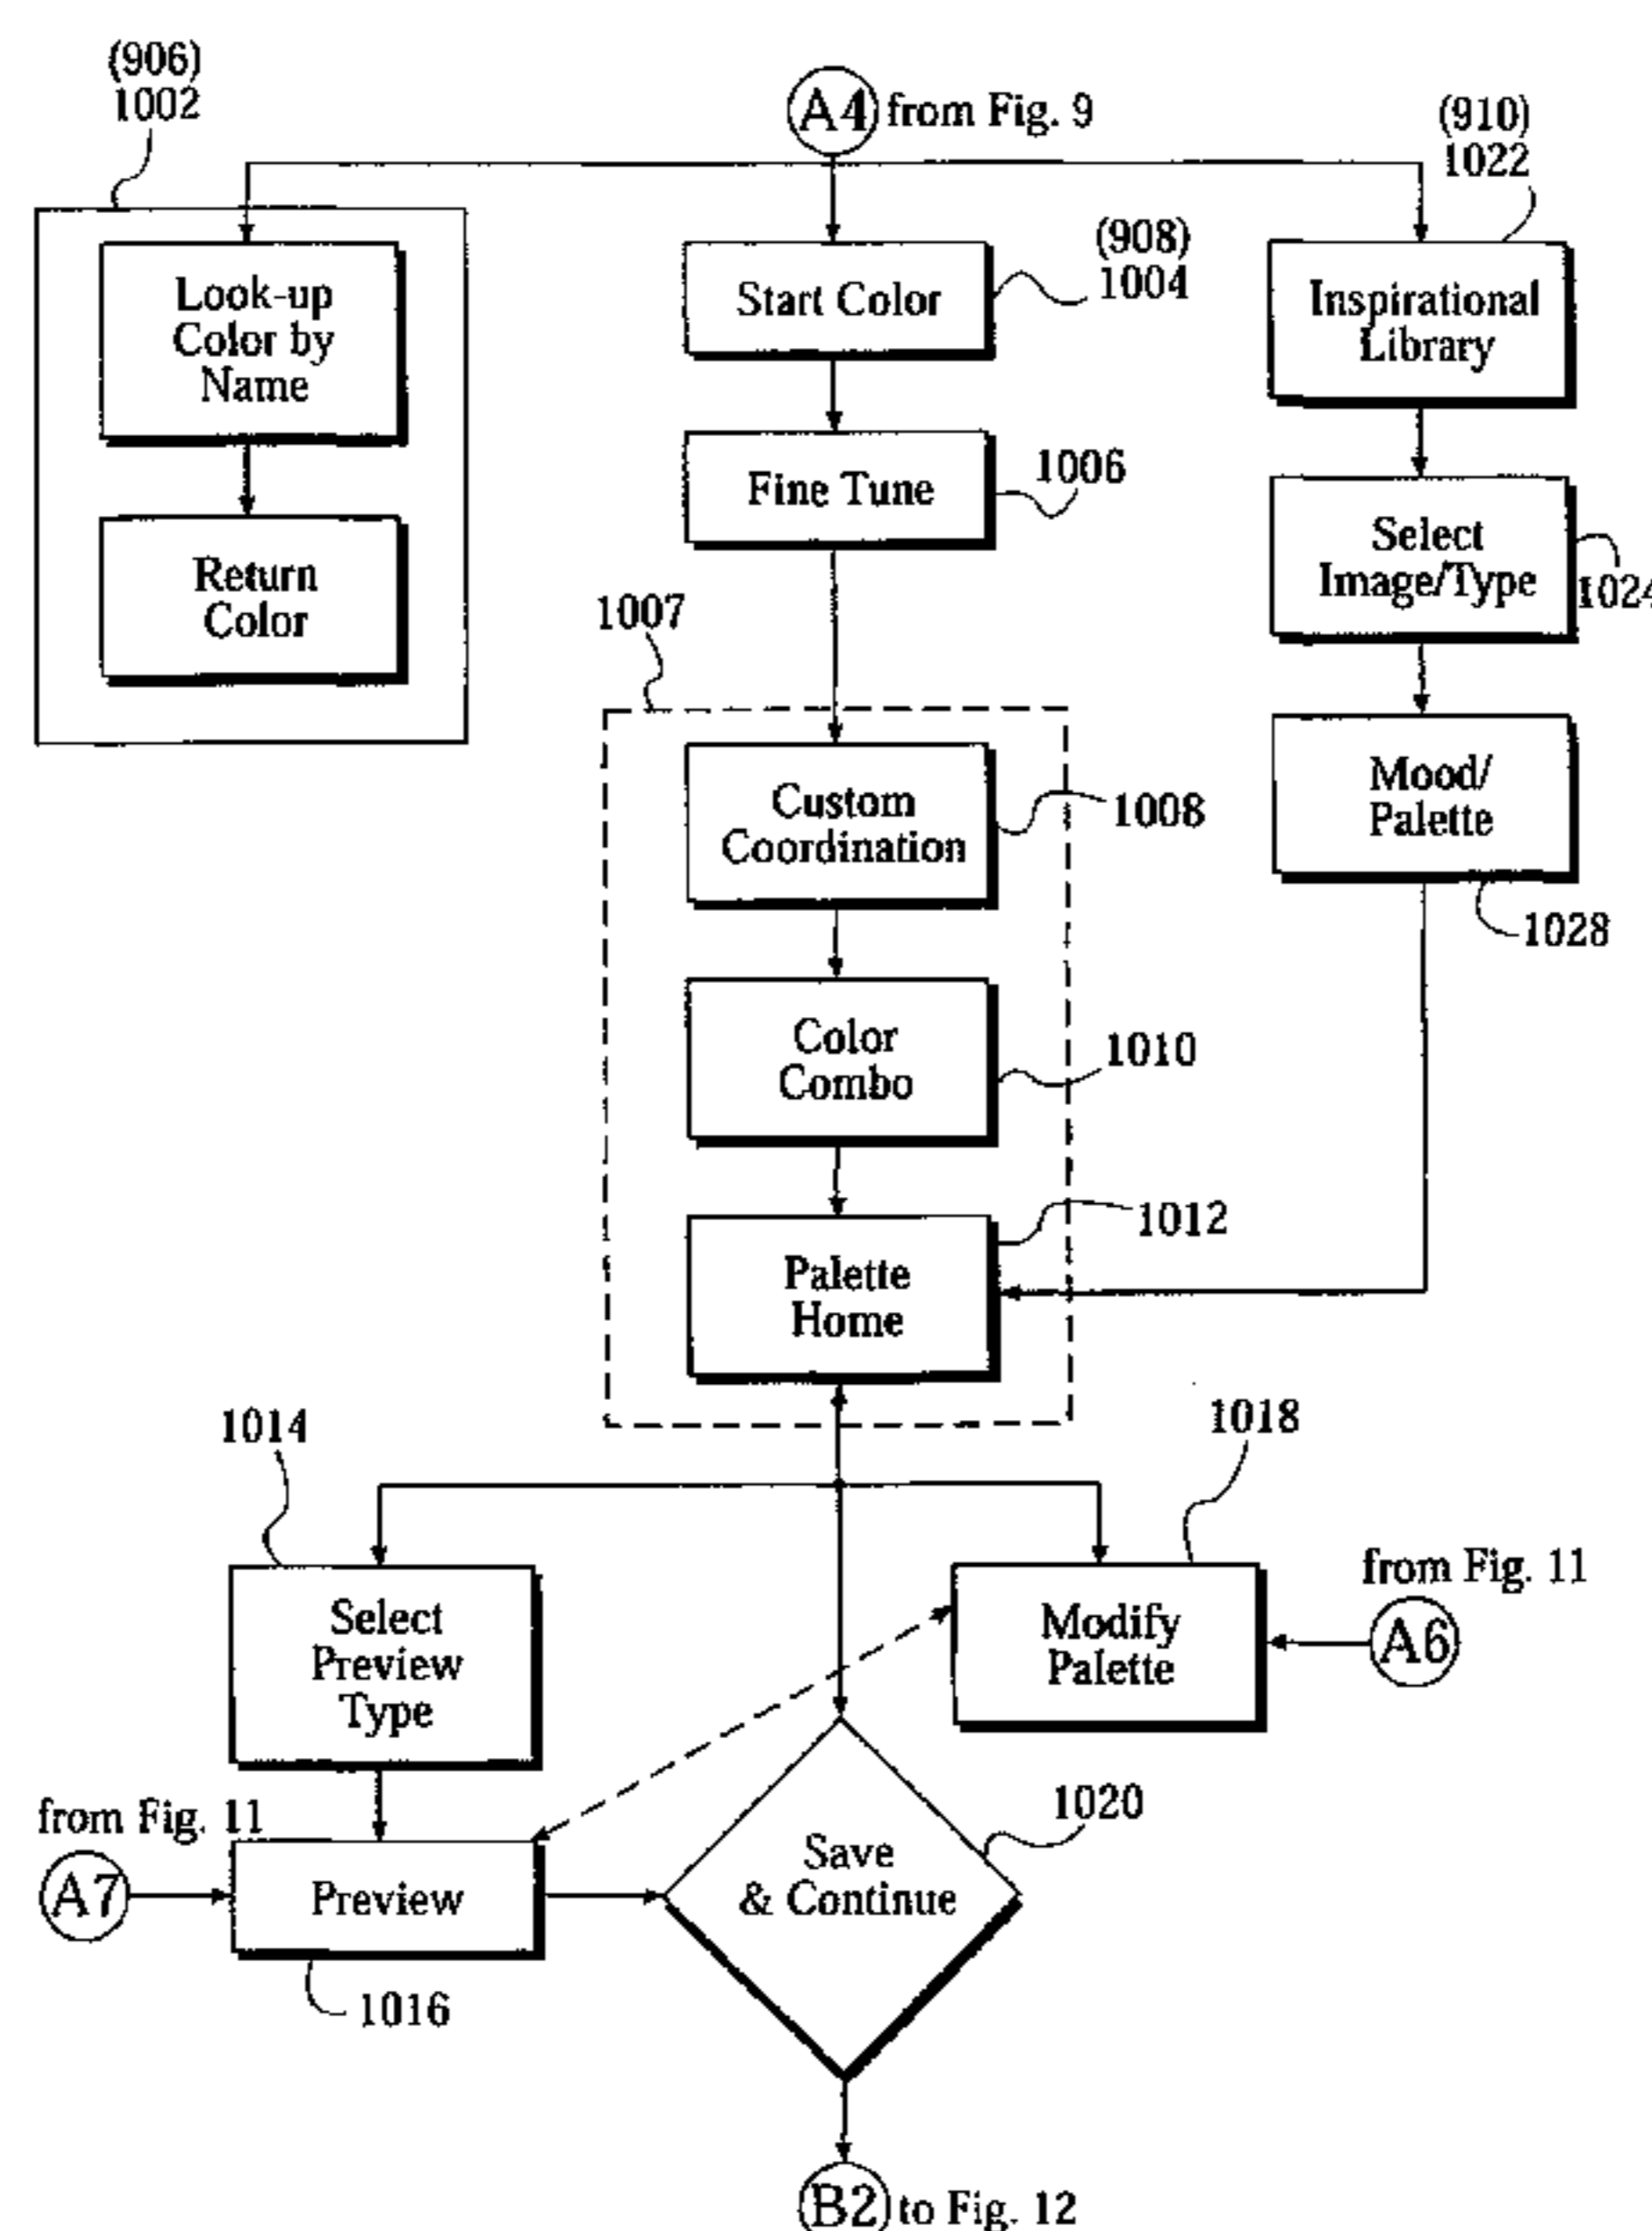 (906)
1002
A4 from Fig. 9
(910)
1022
Look-up
Color by
Name
Return
Color
Start Color
(908)
1004
Fine Tune
1006
Inspirational
Library
Select
Image/Type
1024
Mood/
Palette
1028
1007
Custom
Coordination
1008
Color
Combo
1010
Palette
Home
1012
1014
Select
Preview
Type
1018
Modify
Palette
from Fig. 11
A6
from Fig. 11
A7
Preview
1016
Save
& Continue
1020
B2 to Fig. 12